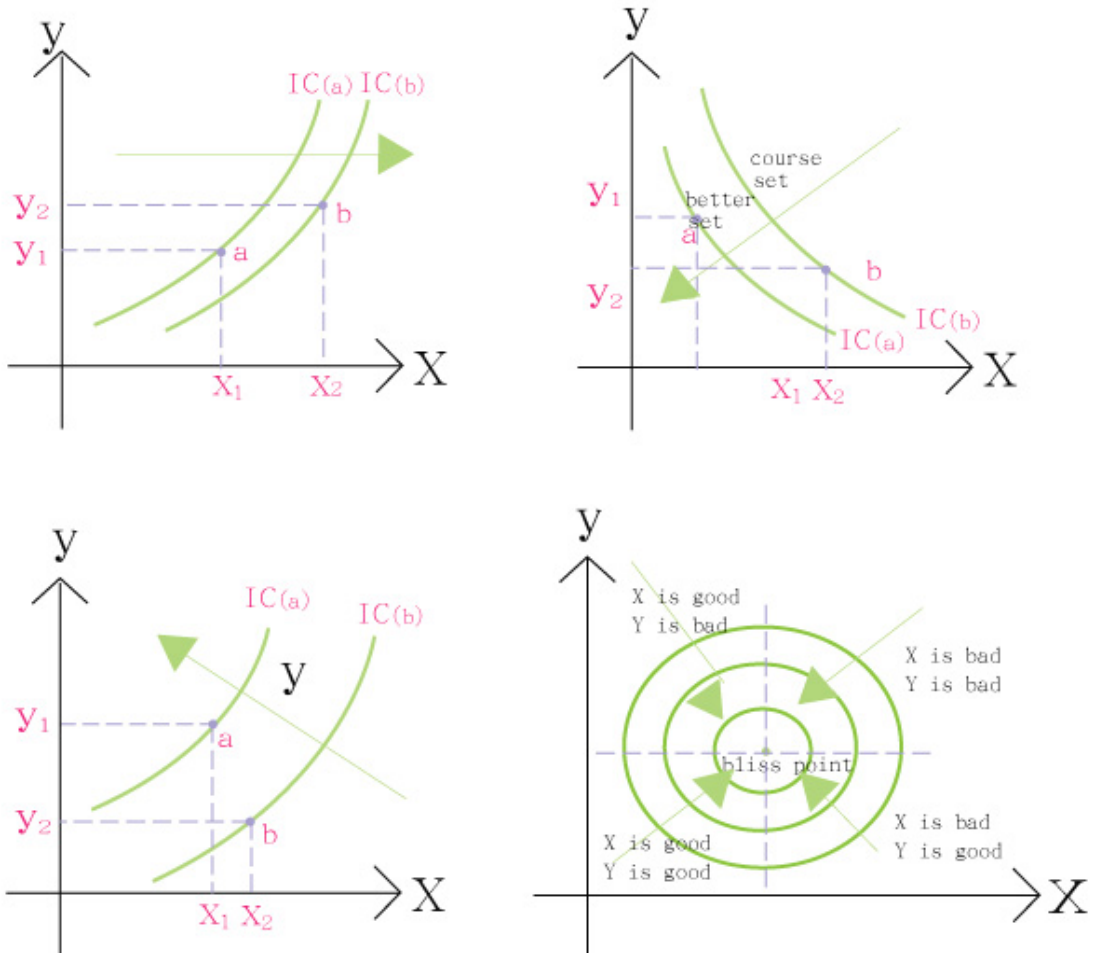 y
IC(a) IC(b)
y2
b
y1
a
X1
X2
X
y
course
set
y1
better
set
a
b
y2
IC(b)
IC(a)
X1
X2
X
y
IC(a)
IC(b)
y
y1
a
y2
b
X1
X2
X
y
X is good
Y is bad
X is bad
Y is bad
bliss point
X is good
Y is good
X is bad
Y is good
X